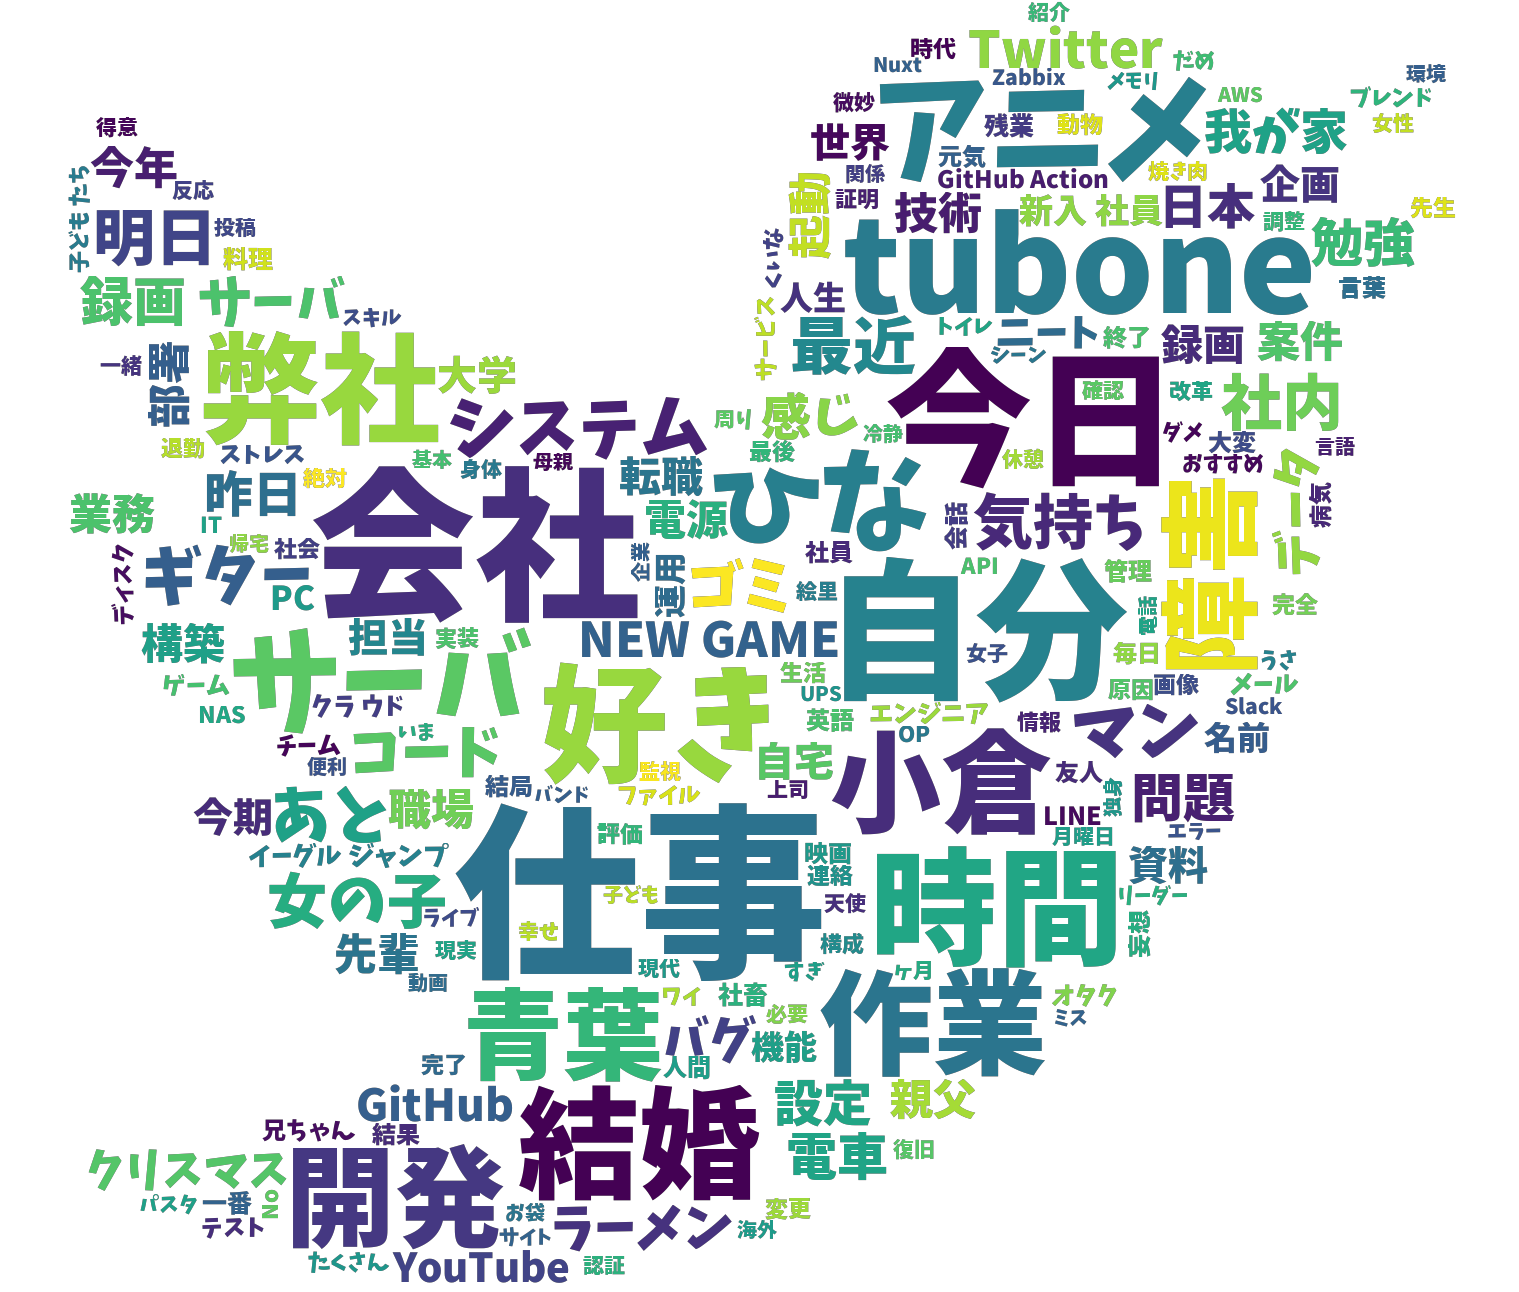 紹介
Twitter
時代
だめ
Nuxt
Zabbix
メモリ
環境
アニメ
AWS
ブレンド
微妙
残業
動物
我が家
女性
得意
世界
元気
今年
関係
GitHub Action
焼き肉
企画
子どもたち
反応
証明
技術
新入 社員
日本
先生
起動
調整
明日
投稿
tubone
勉強
料理
くいな
録画 サーバ
人生
言葉
スキル
サービス
最近
トイレ
ニート
終了
録画
案件
シーン
一緒
部署
弊社
大学
今日
確認
改革
社内
システム
周り
感じ
冷静
ダメ
大変
言語
退勤
ストレス
基本
身体
母親
転職
最後
ひな
休憩
おすすめ
データ
昨日
絶対
会社
病気
業務
IT
電源
会話
気持ち
障害
帰宅
社会
社員
ディスク
ギター
企業
運用
ゴミ
自分
API
管理
PC
絵里
電話
完全
構築
担当
実装
NEW GAME
女子
毎日
うさ
ゲーム
サーバ
好き
生活
原因
画像
メール
NAS
クラ ウド
UPS
英語
エンジニア
情報
マン
Slack
チーム
いま
コード
OP
名前
便利
監視
自宅
小倉
友人
今期
あと
職場
結局
バンド
ファイル
上司
LINE
独身
問題
仕事
評価
月曜日
エラー
イーグル ジャンプ
映画
時間
資料
連絡
女の子
ライブ
子ども
天使
リーダー
先輩
現実
幸せ
構成
妄想
動画
現代
すぎ
ヶ月
青葉
ワイ
社畜
必要
作業
オタク
ミス
バグ
機能
完了
人間
GitHub
結婚
設定
親父
兄ちゃん
結果
電車
復旧
クリスマス
開発
パスタ
一番
No
お袋
ラーメン
変更
テスト
サイト
海外
たくさん
YouTube
認証